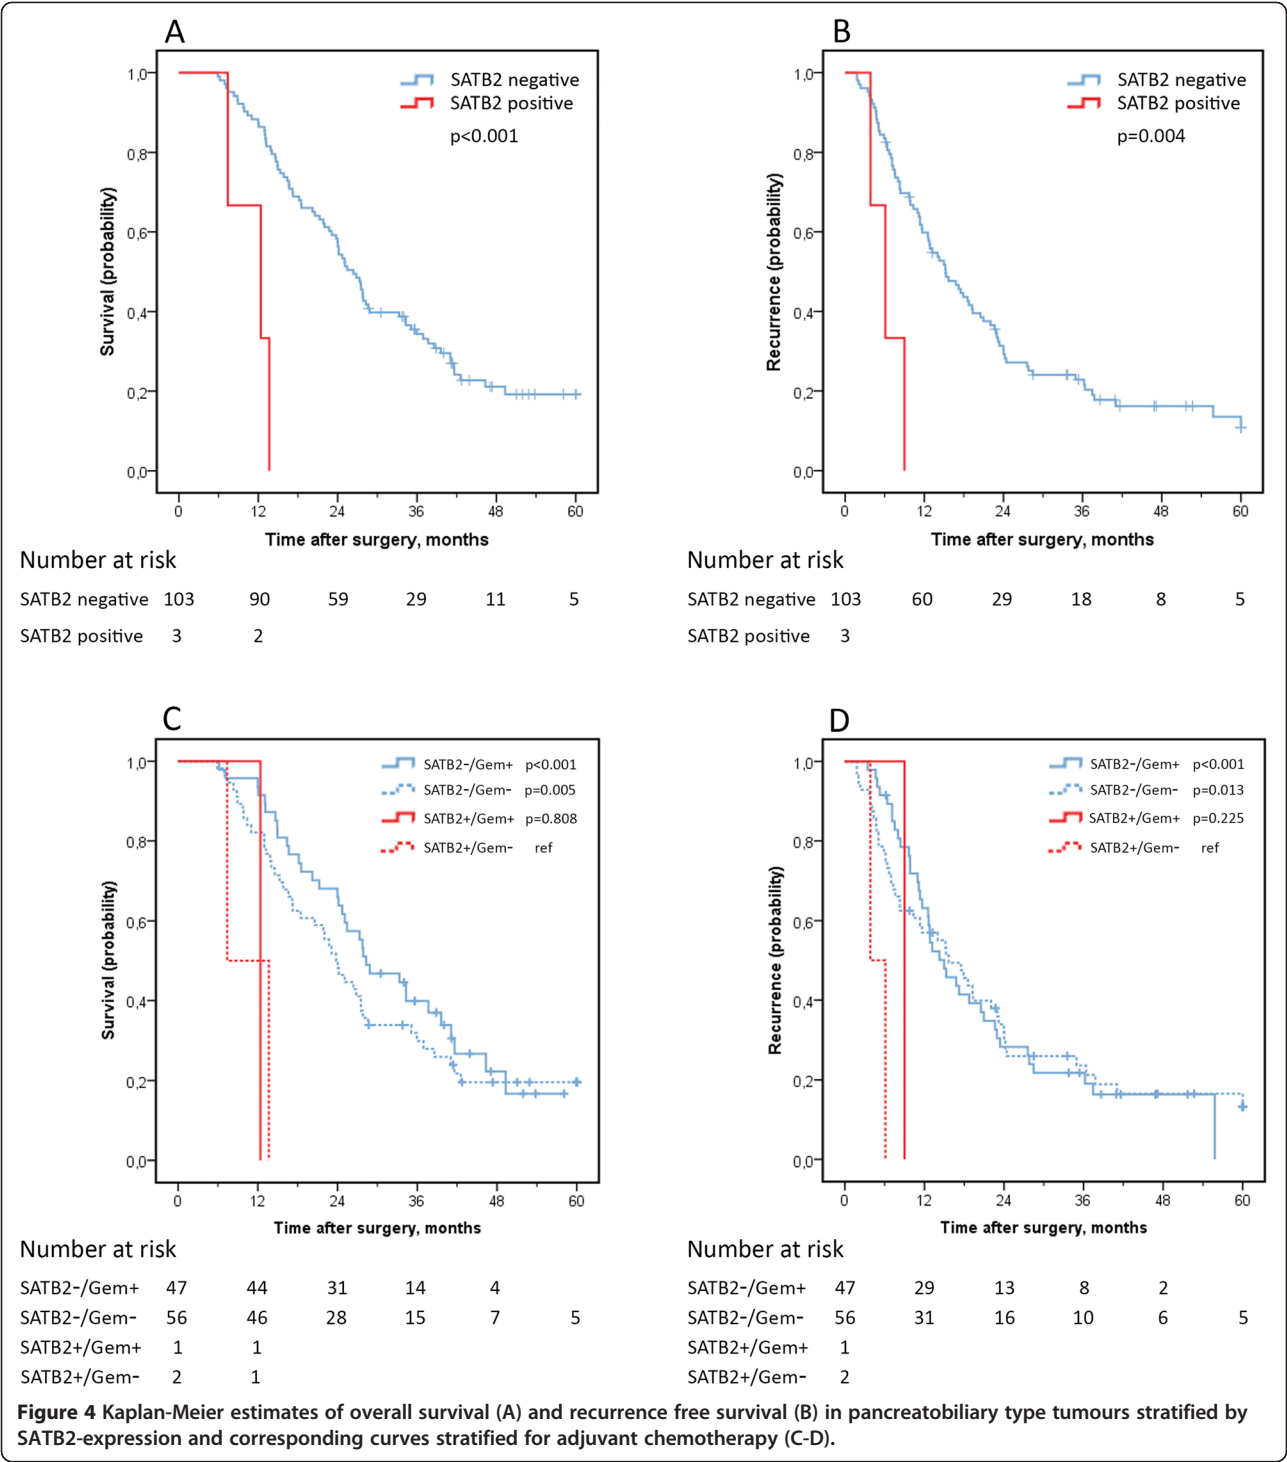 A
SATB2 negative
SATB2 positive
p<0.001
Survival (probability)
1,0
0,8
0,6
0,4
0,2
0,0
0 12 24 36 48 60
Time after surgery, months
Number at risk
SATB2 negative 103 90 59 29 11 5
SATB2 positive 3 2
B
SATB2 negative
SATB2 positive
p=0.004
Recurrence (probability)
1,0
0,8
0,6
0,4
0,2
0,0
0 12 24 36 48 60
Time after surgery, months
Number at risk
SATB2 negative 103 60 29 18 8 5
SATB2 positive 3
C
SATB2-/Gem+ p<0.001
SATB2-/Gem- p=0.005
SATB2+/Gem+ p=0.808
SATB2+/Gem- ref
Survival (probability)
1,0
0,8
0,6
0,4
0,2
0,0
0 12 24 36 48 60
Time after surgery, months
Number at risk
SATB2-/Gem+ 47 44 31 14 4
SATB2-/Gem- 56 46 28 15 7 5
SATB2+/Gem+ 1 1
SATB2+/Gem- 2 1
D
SATB2-/Gem+ p<0.001
SATB2-/Gem- p=0.013
SATB2+/Gem+ p=0.225
SATB2+/Gem- ref
Recurrence (probability)
1,0
0,8
0,6
0,4
0,2
0,0
0 12 24 36 48 60
Time after surgery, months
Number at risk
SATB2-/Gem+ 47 29 13 8 2
SATB2-/Gem- 56 31 16 10 6 5
SATB2+/Gem+ 1
SATB2+/Gem- 2
Figure 4 Kaplan-Meier estimates of overall survival (A) and recurrence free survival (B) in pancreatobiliary type tumours stratified by
SATB2-expression and corresponding curves stratified for adjuvant chemotherapy (C-D).